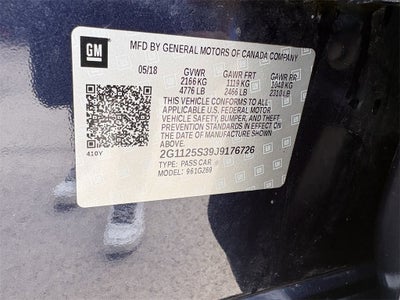 GM
MFD BY GENERAL MOTORS OF CANADA COMPANY
05/18 GVWR GAWR FRT GAWR RR
2166 KG 1119 KG 1048 KG
4776 LB 2466 LB 2310 LB
THIS VEHICLE CONFORMS TO ALL
APPLICABLE U.S. FEDERAL MOTOR
VEHICLE SAFETY, BUMPER, AND THEFT
PREVENTION STANDARDS IN EFFECT ON THE
DATE OF MANUFACTURE SHOWN
ABOVE.
2G1125S39J9176726
TYPE: PASS CAR
MODEL: 961GZ69
410Y